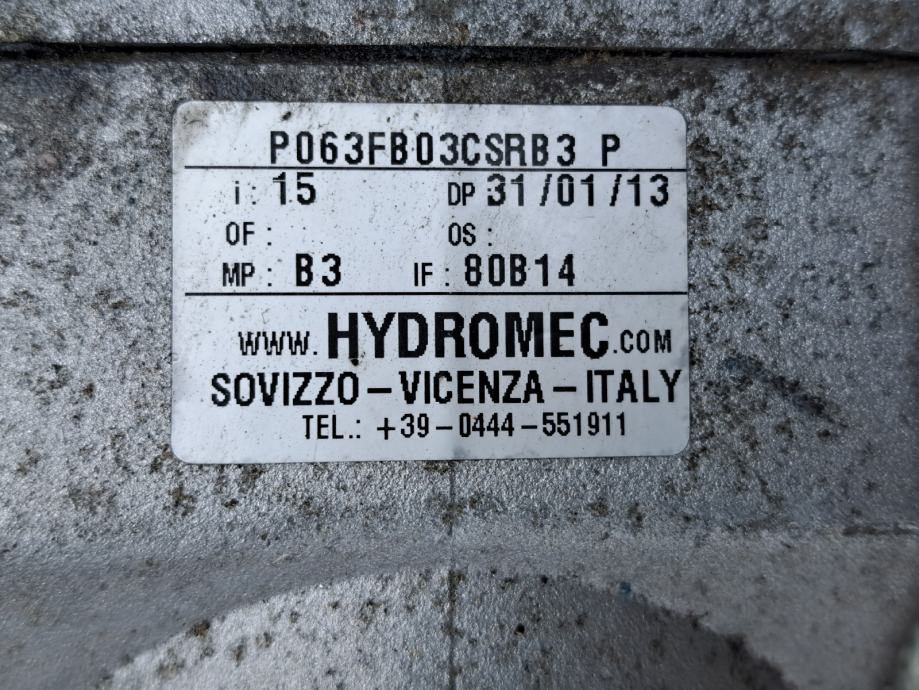 P063FB03CSRB3 P
i: 15 DP 31/01/13
OF: OS:
MP: B3 IF: 80B14
www.HYDROMEC.COM
SOVIZZO-VICENZA-ITALY
TEL.: +39-0444-551911